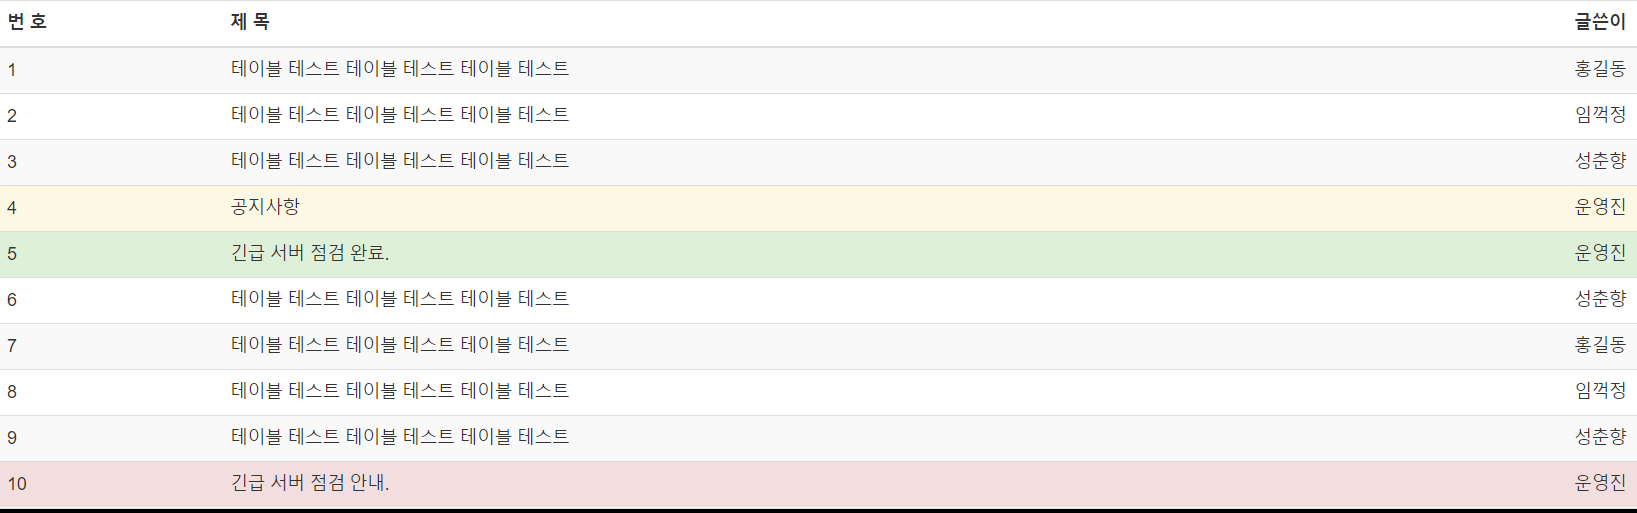 번 호 제 목 글쓴이
1 테이블 테스트 테이블 테스트 테이블 테스트 홍길동
2 테이블 테스트 테이블 테스트 테이블 테스트 임꺽정
3 테이블 테스트 테이블 테스트 테이블 테스트 성춘향
4 공지사항 운영진
5 긴급 서버 점검 완료. 운영진
6 테이블 테스트 테이블 테스트 테이블 테스트 성춘향
7 테이블 테스트 테이블 테스트 테이블 테스트 홍길동
8 테이블 테스트 테이블 테스트 테이블 테스트 임꺽정
9 테이블 테스트 테이블 테스트 테이블 테스트 성춘향
10 긴급 서버 점검 안내. 운영진